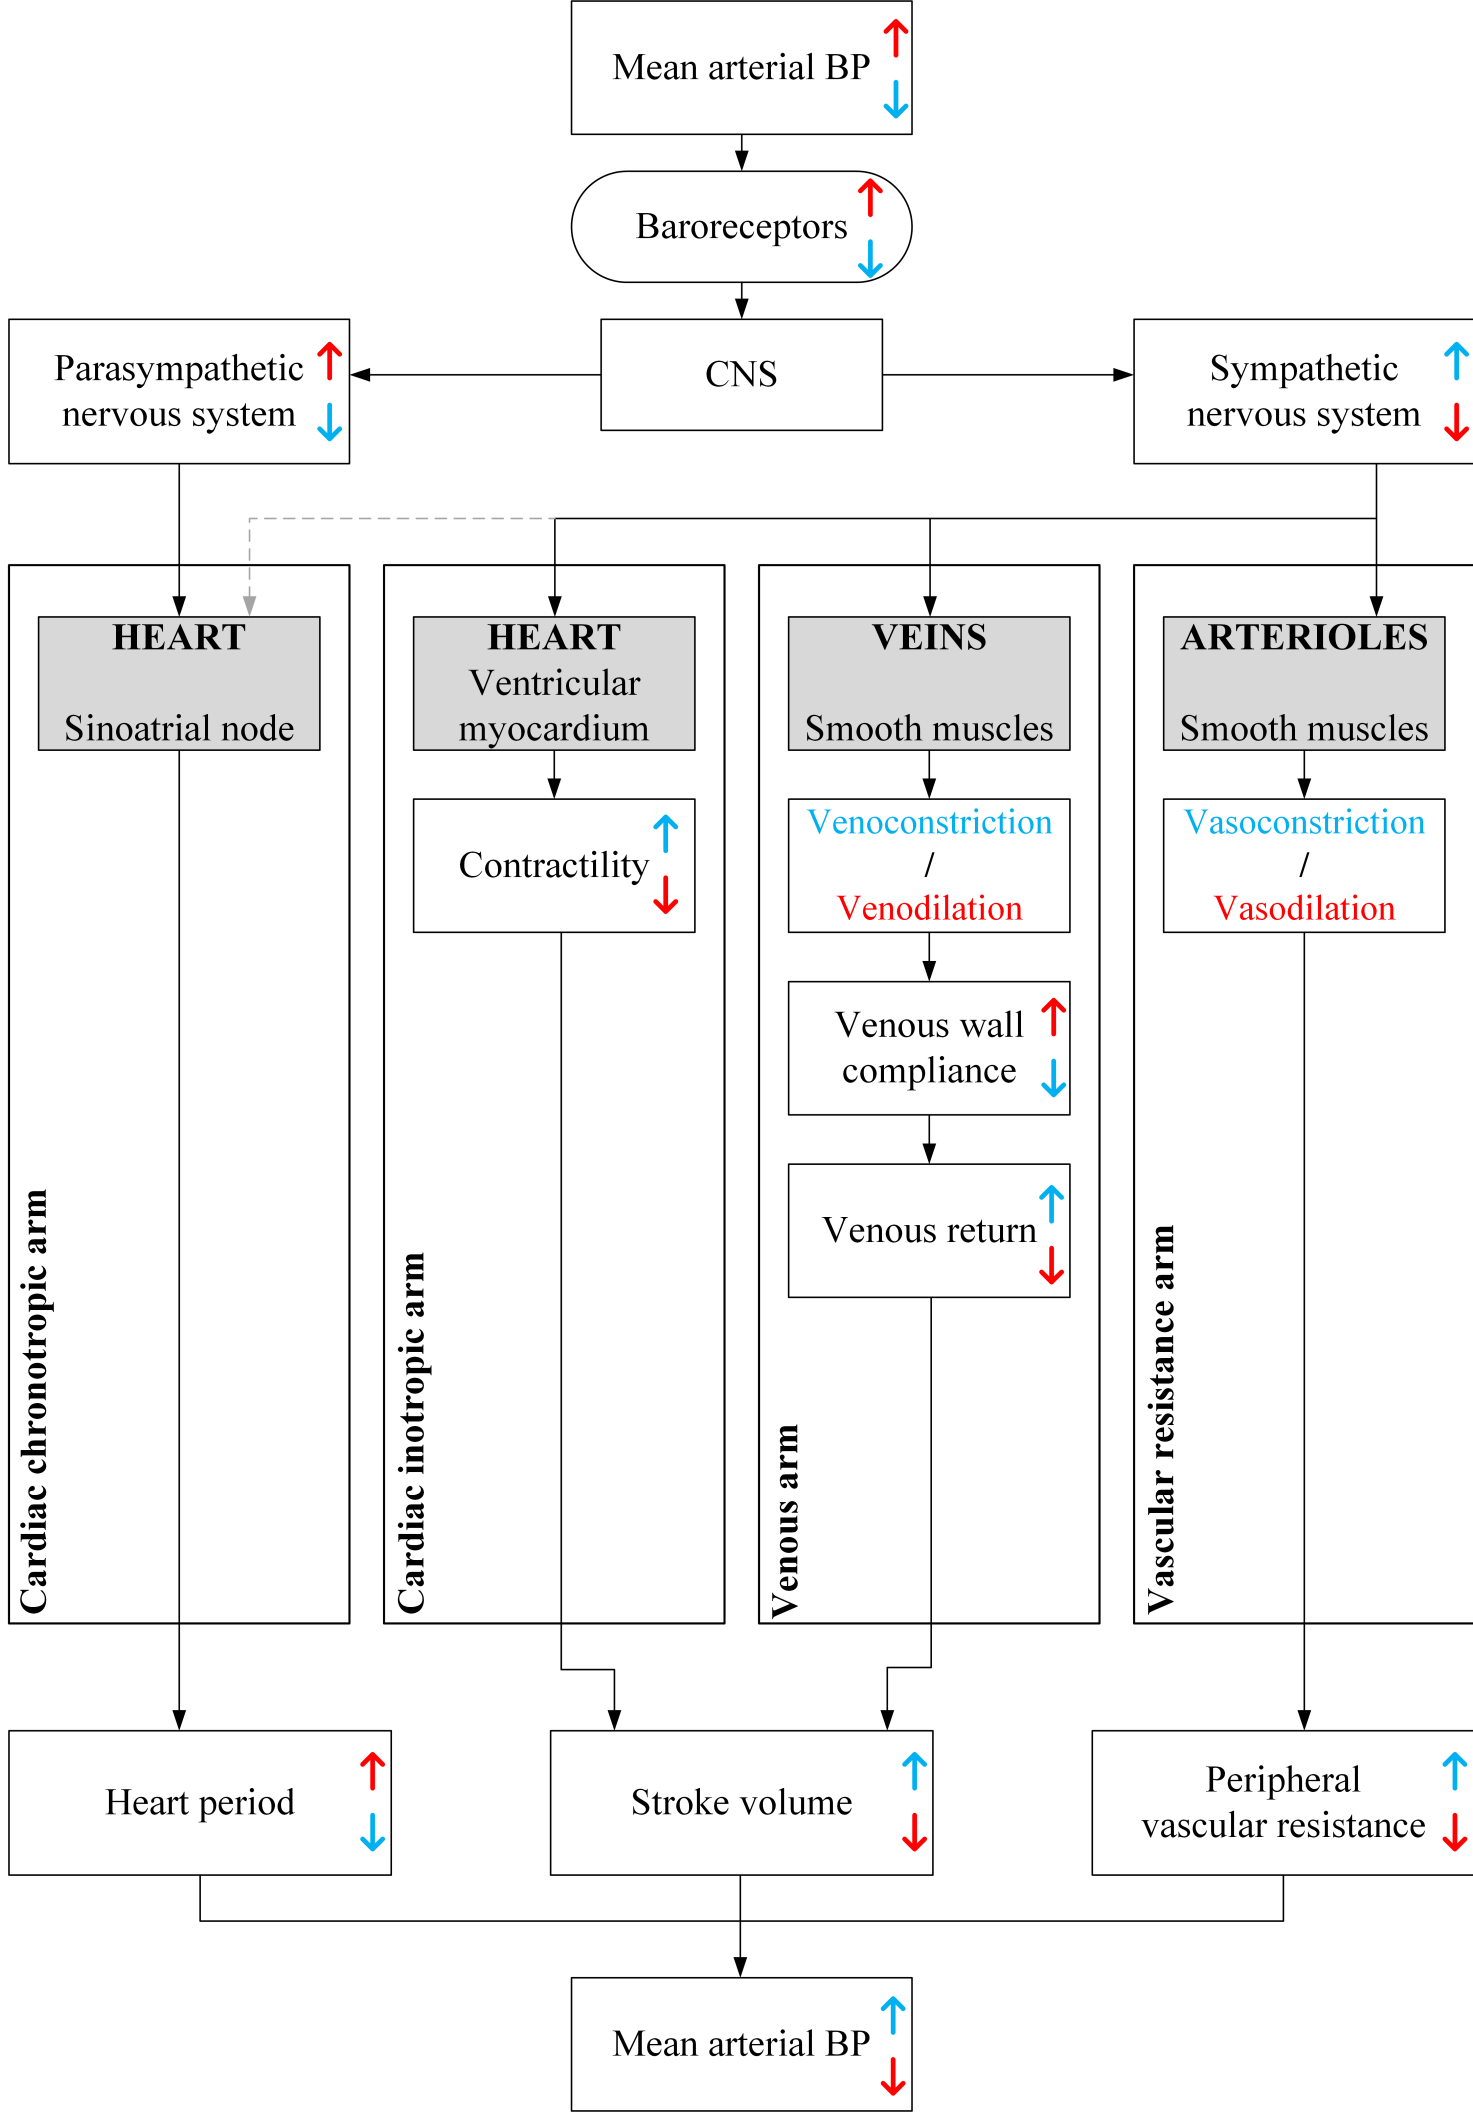 Mean arterial BP
Baroreceptors
Parasympathetic
nervous system
CNS
Sympathetic
nervous system
HEART
Sinoatrial node
Cardiac chronotropic arm
HEART
Ventricular
myocardium
Contractility
Cardiac inotropic arm
VEINS
Smooth muscles
Venoconstriction
/
Venodilation
Venous wall
compliance
Venous return
Venous arm
ARTERIOLES
Smooth muscles
Vasoconstriction
/
Vasodilation
Vascular resistance arm
Heart period
Stroke volume
Peripheral
vascular resistance
Mean arterial BP